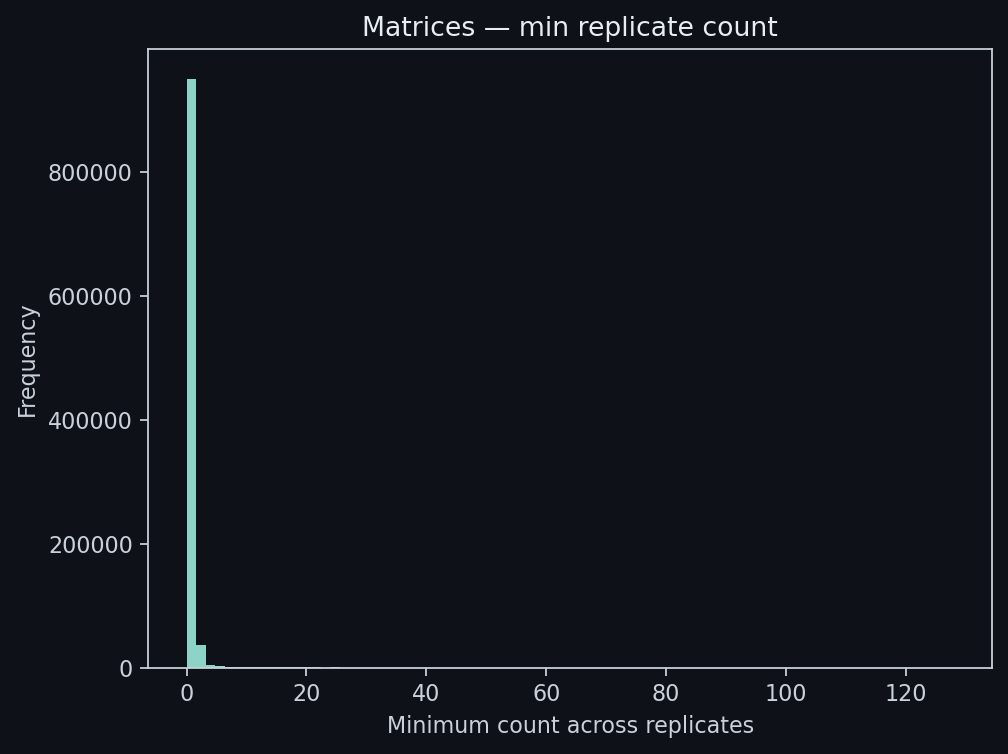 Matrices — min replicate count
Frequency
800000
600000
400000
200000
0
0 20 40 60 80 100 120
Minimum count across replicates